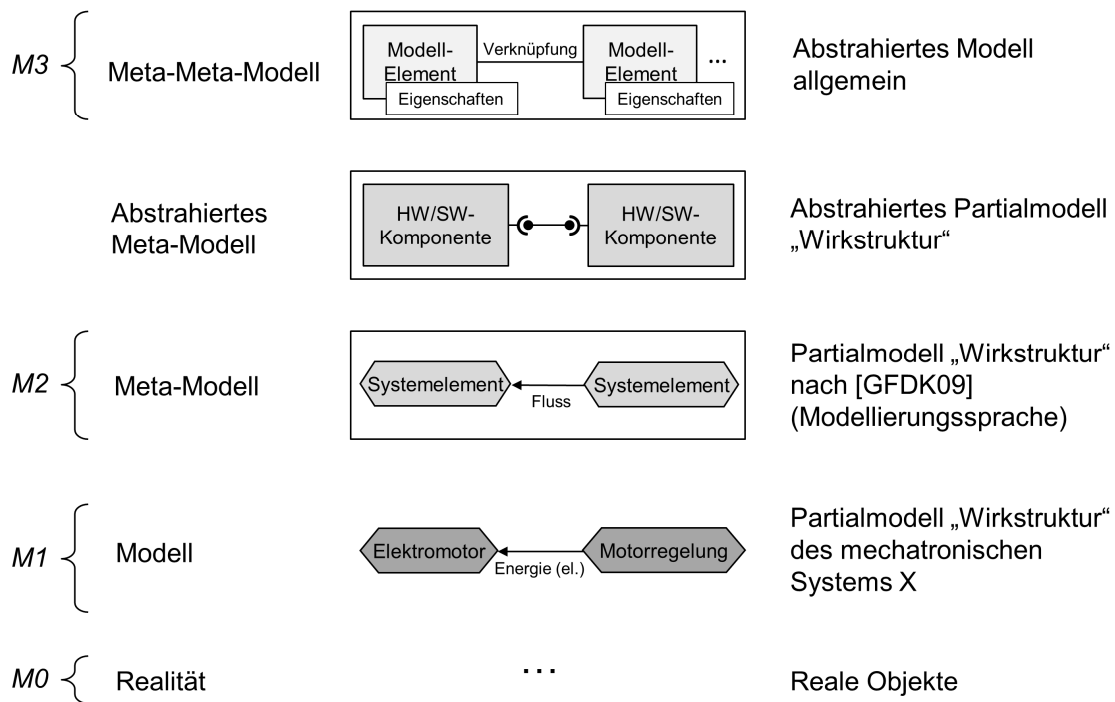 M3
Meta-Meta-Modell
Modell-
Element
Eigenschaften
Verknüpfung
Modell-
Element
Eigenschaften
...
Abstrahiertes Modell
allgemein
Abstrahiertes
Meta-Modell
HW/SW-
Komponente
HW/SW-
Komponente
Abstrahiertes Partialmodell
„Wirkstruktur“
M2
Meta-Modell
Systemelement
Fluss
Systemelement
Partialmodell „Wirkstruktur“
nach [GFDK09]
(Modellierungssprache)
M1
Modell
Elektromotor
Energie (el.)
Motorregelung
Partialmodell „Wirkstruktur“
des mechatronischen
Systems X
M0
Realität
...
Reale Objekte